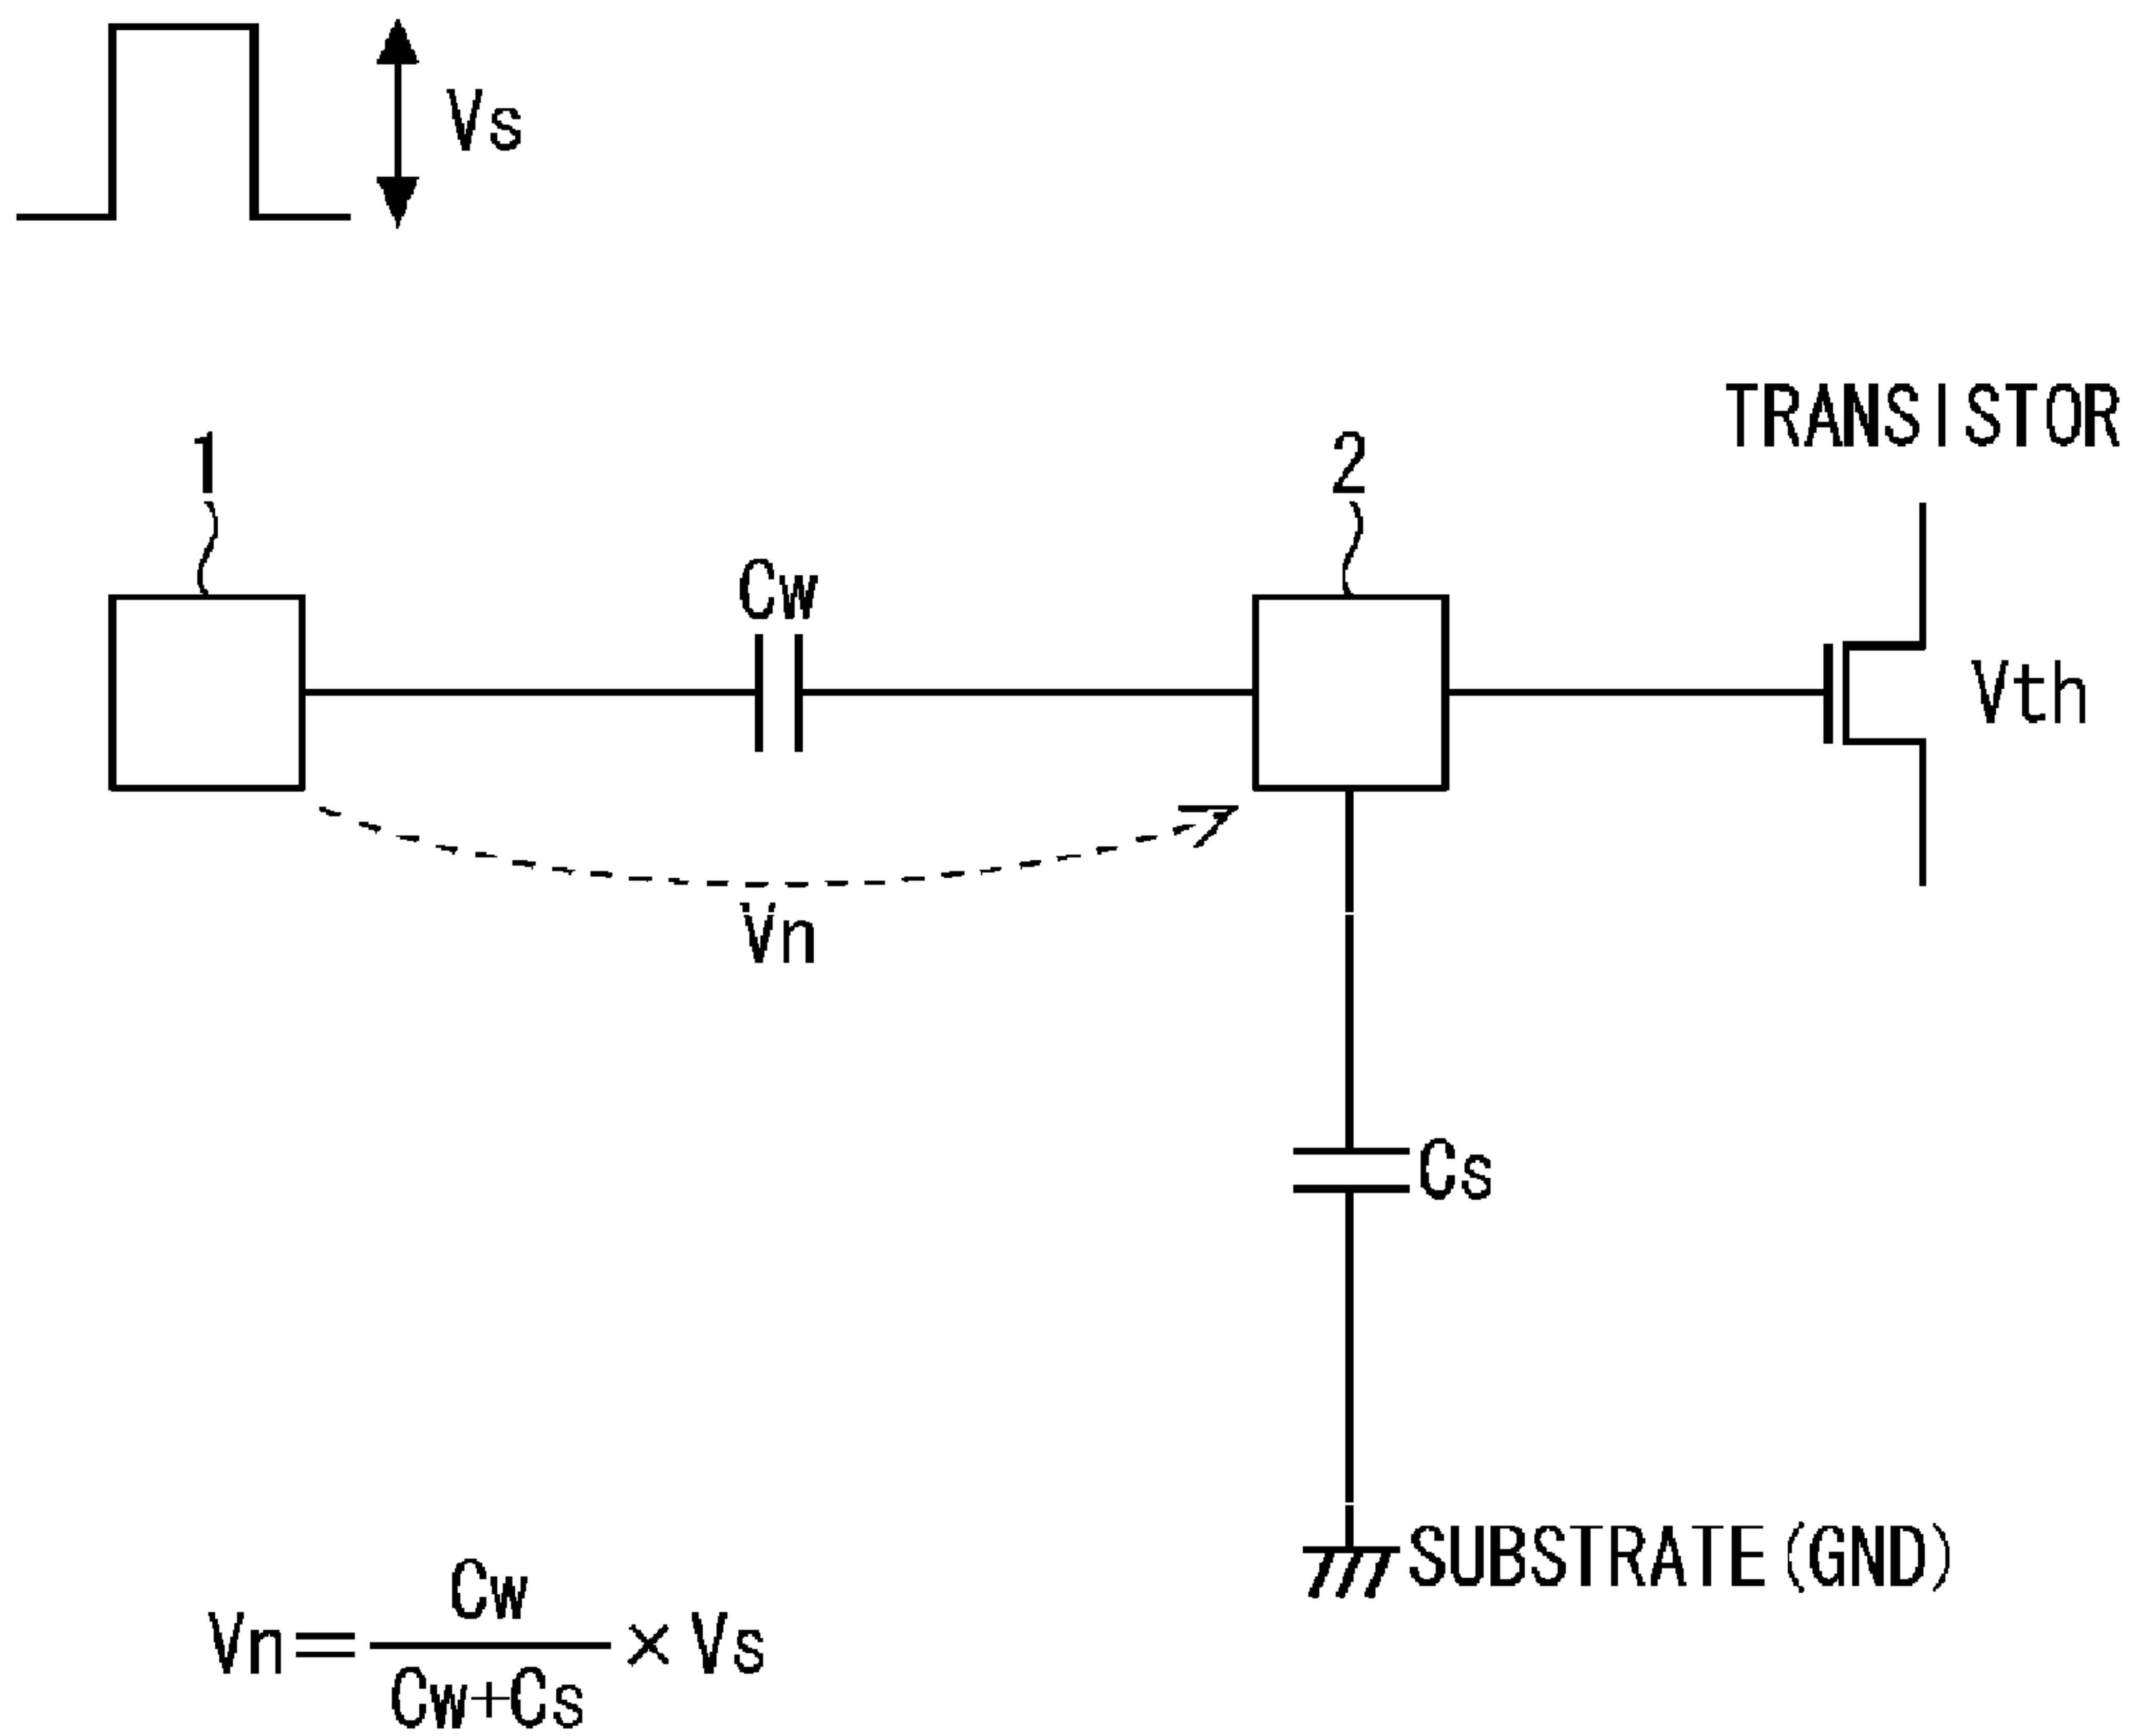 Vs
TRANSISTOR
1
2
Cw
Vth
Vn
Cs
SUBSTRATE(GND)
Vn=Cw/(Cw+Cs)×Vs